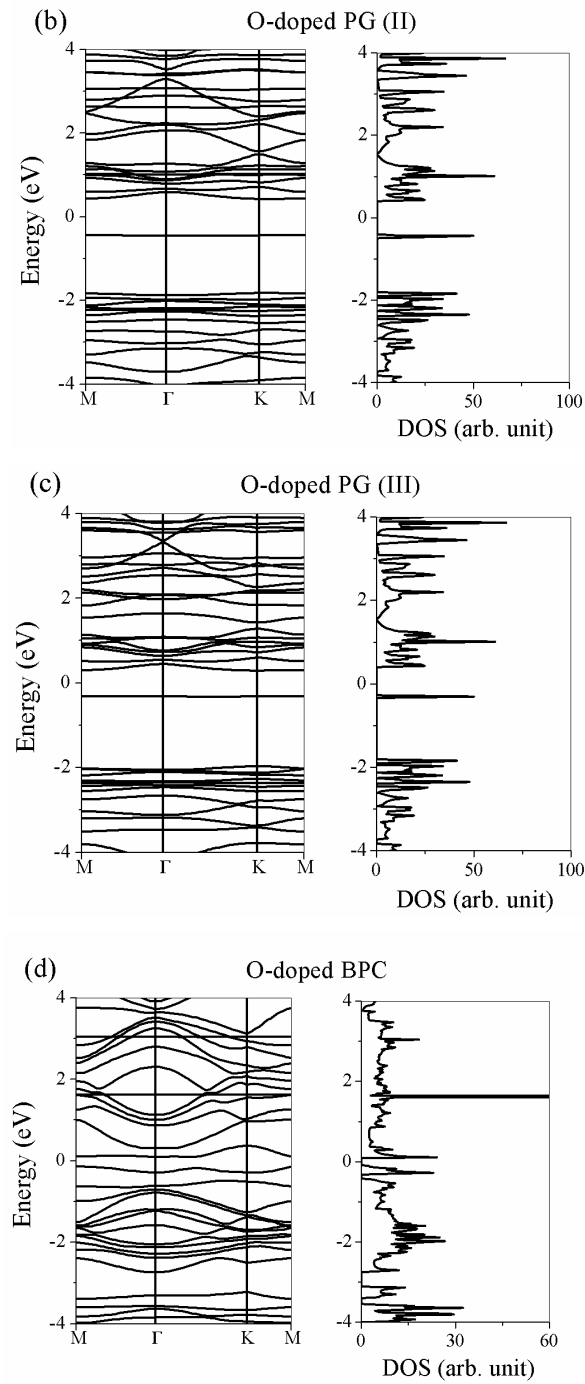 (b) O-doped PG (II)
Energy (eV)
4
2
0
-2
-4
M Γ K M
4
2
0
-2
-4
0 50 100
DOS (arb. unit)
(c) O-doped PG (III)
Energy (eV)
4
2
0
-2
-4
M Γ K M
4
2
0
-2
-4
0 50 100
DOS (arb. unit)
(d) O-doped BPC
Energy (eV)
4
2
0
-2
-4
M Γ K M
4
2
0
-2
-4
0 30 60
DOS (arb. unit)